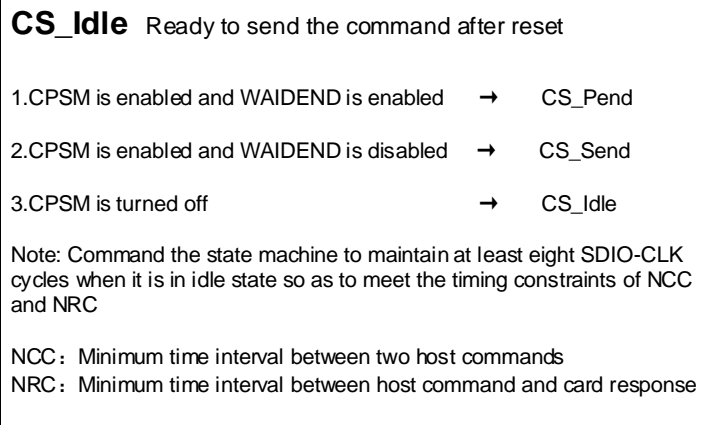 CS_Idle Ready to send the command after reset
1.CPSM is enabled and WAIDEND is enabled → CS_Pend
2.CPSM is enabled and WAIDEND is disabled → CS_Send
3.CPSM is turned off → CS_Idle
Note: Command the state machine to maintain at least eight SDIO-CLK
cycles when it is in idle state so as to meet the timing constraints of NCC
and NRC
NCC：Minimum time interval between two host commands
NRC：Minimum time interval between host command and card response